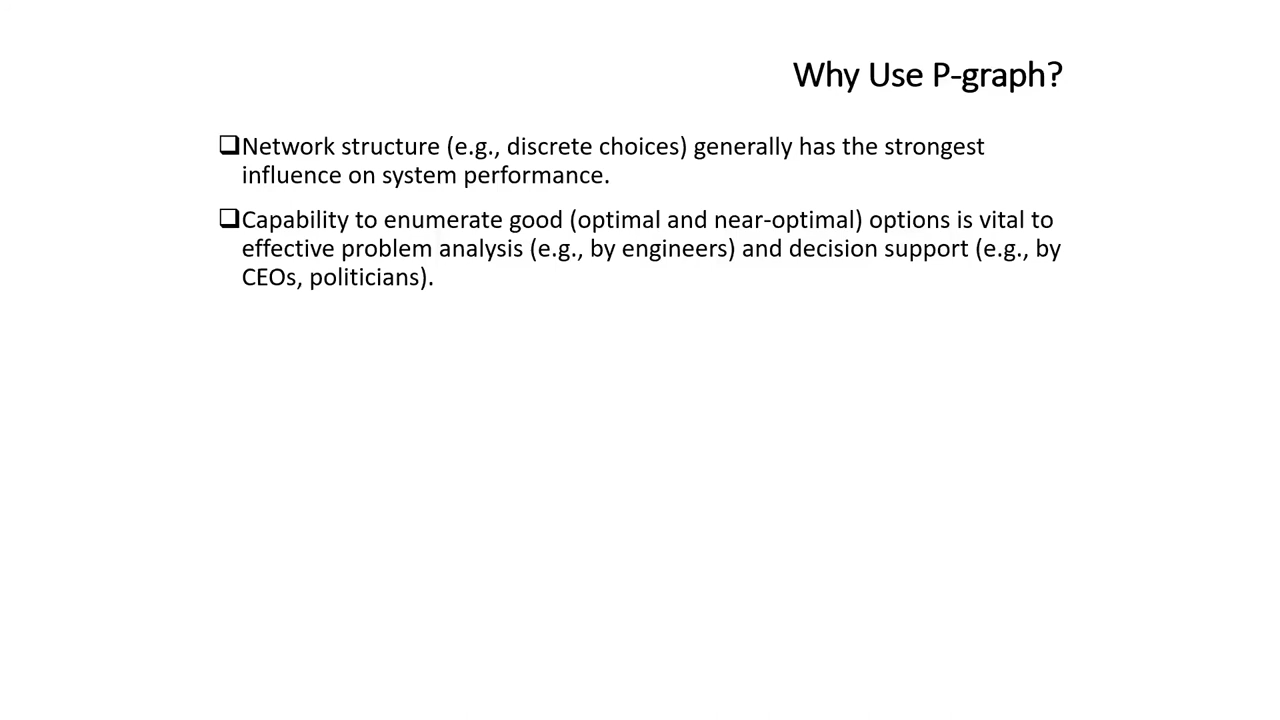 Why Use P-graph?
❑Network structure (e.g., discrete choices) generally has the strongest
influence on system performance.
❑Capability to enumerate good (optimal and near-optimal) options is vital to
effective problem analysis (e.g., by engineers) and decision support (e.g., by
CEOs, politicians).